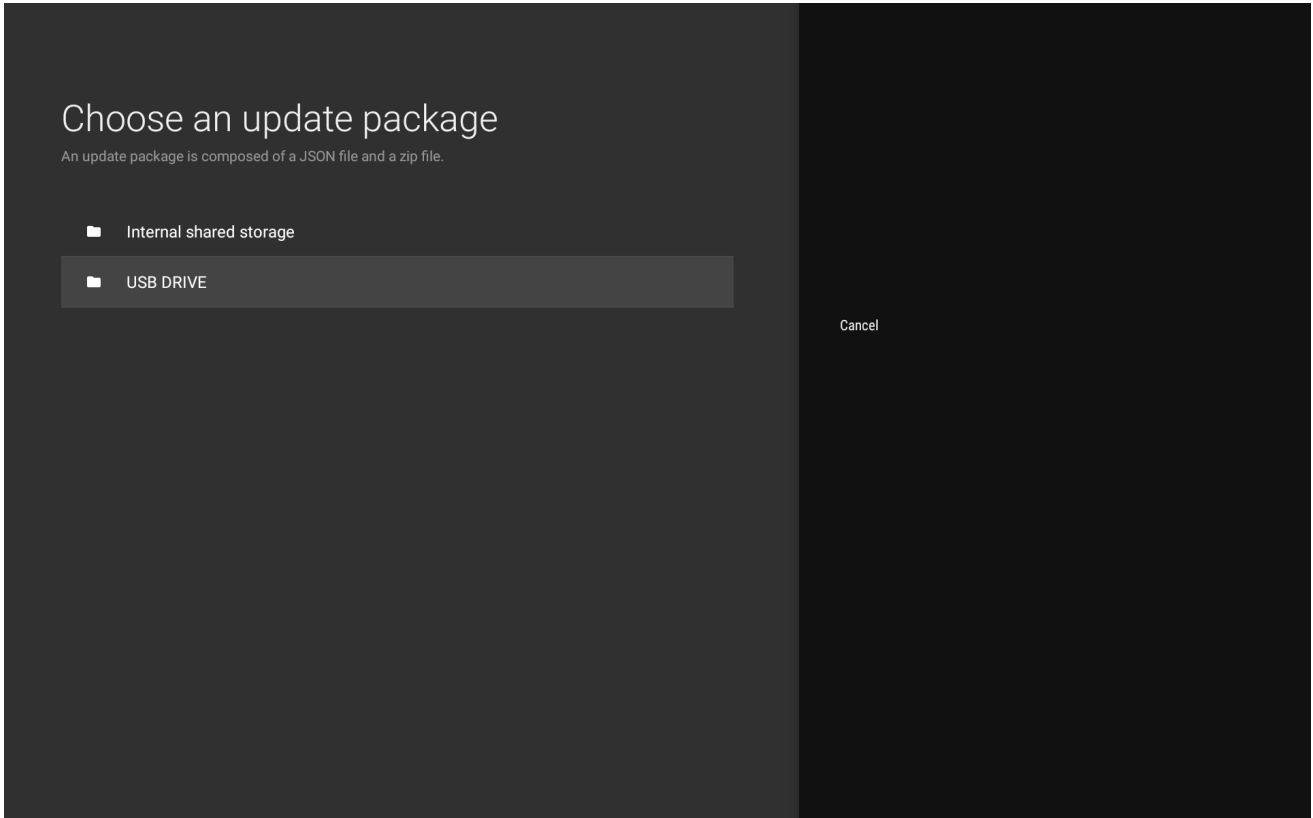 Choose an update package
An update package is composed of a JSON file and a zip file.
Internal shared storage
USB DRIVE
Cancel